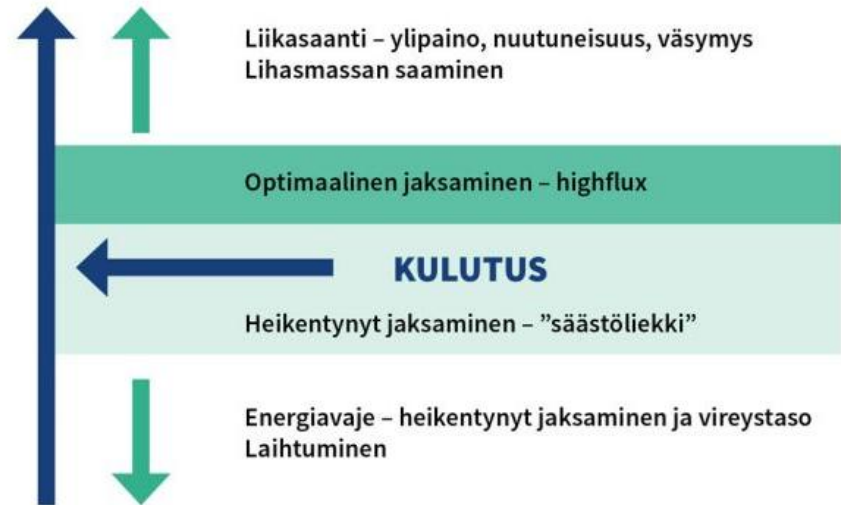 Liikasaanti – ylipaino, nuutuneisuus, väsymys
Lihasmassan saaminen
Optimaalinen jaksaminen – highflux
KULUTUS
Heikentynyt jaksaminen – ”säästöliekki”
Energiavaje – heikentynyt jaksaminen ja vireystaso
Laihtuminen